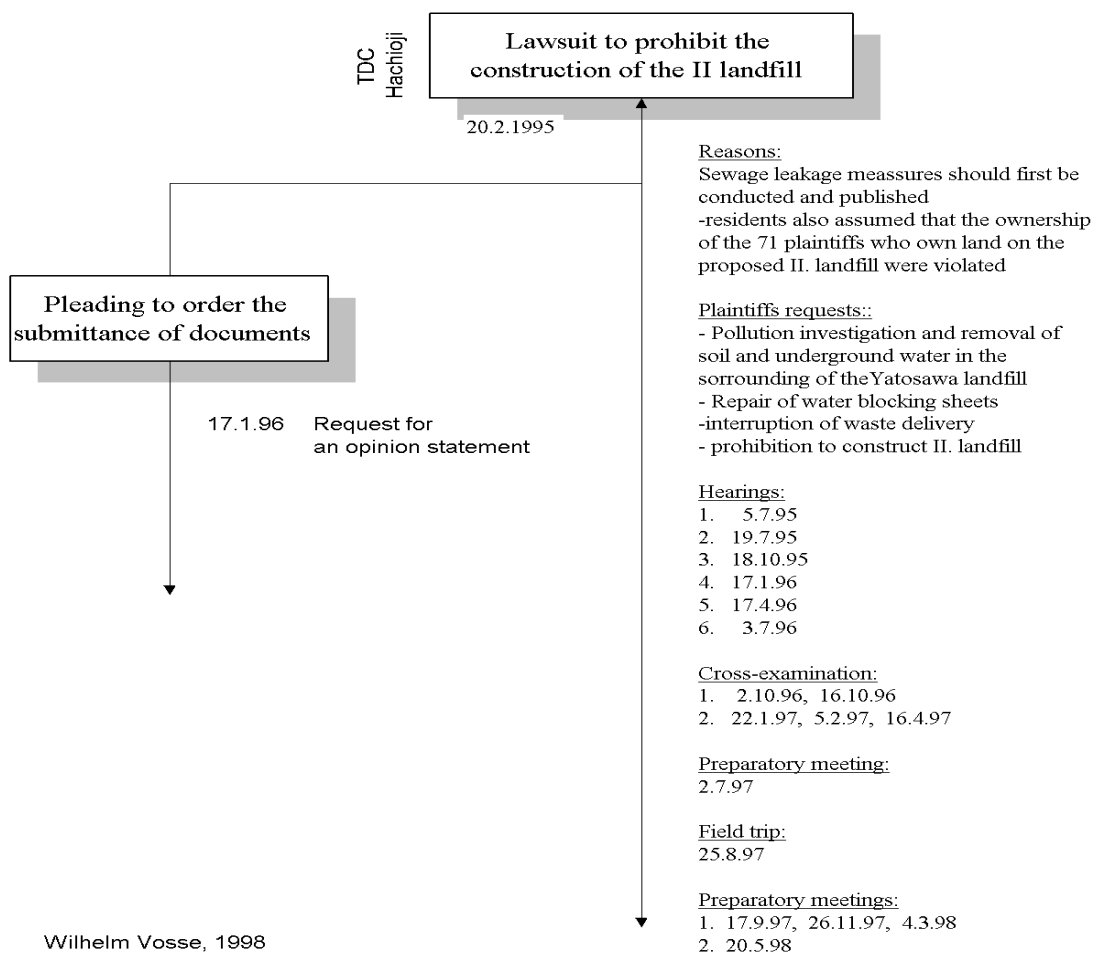 TDC
Hachioji
Lawsuit to prohibit the
construction of the II landfill
20.2.1995
Pleading to order the
submittance of documents
17.1.96 Request for
an opinion statement
Reasons:
Sewage leakage meassures should first be
conducted and published
-residents also assumed that the ownership
of the 71 plaintiffs who own land on the
proposed II. landfill were violated
Plaintiffs requests::
- Pollution investigation and removal of
soil and underground water in the
sorrounding of theYatosawa landfill
- Repair of water blocking sheets
-interruption of waste delivery
- prohibition to construct II. landfill
Hearings:
1. 5.7.95
2. 19.7.95
3. 18.10.95
4. 17.1.96
5. 17.4.96
6. 3.7.96
Cross-examination:
1. 2.10.96, 16.10.96
2. 22.1.97, 5.2.97, 16.4.97
Preparatory meeting:
2.7.97
Field trip:
25.8.97
Preparatory meetings:
1. 17.9.97, 26.11.97, 4.3.98
2. 20.5.98
Wilhelm Vosse, 1998